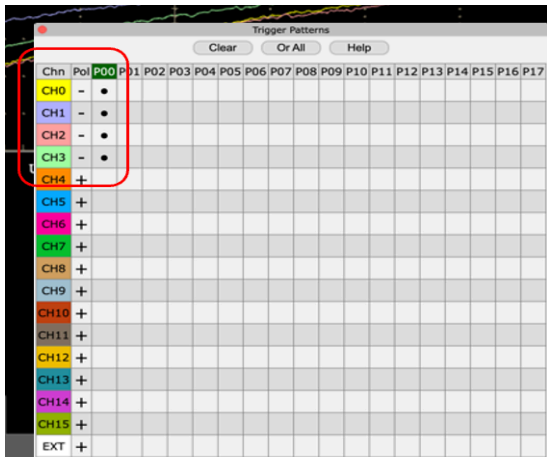 Trigger Patterns
Clear Or All Help
Chn Pol P00 P01 P02 P03 P04 P05 P06 P07 P08 P09 P10 P11 P12 P13 P14 P15 P16 P17
CH0 - •
CH1 - •
CH2 - •
CH3 - •
CH4 +
CH5 +
CH6 +
CH7 +
CH8 +
CH9 +
CH10 +
CH11 +
CH12 +
CH13 +
CH14 +
CH15 +
EXT +